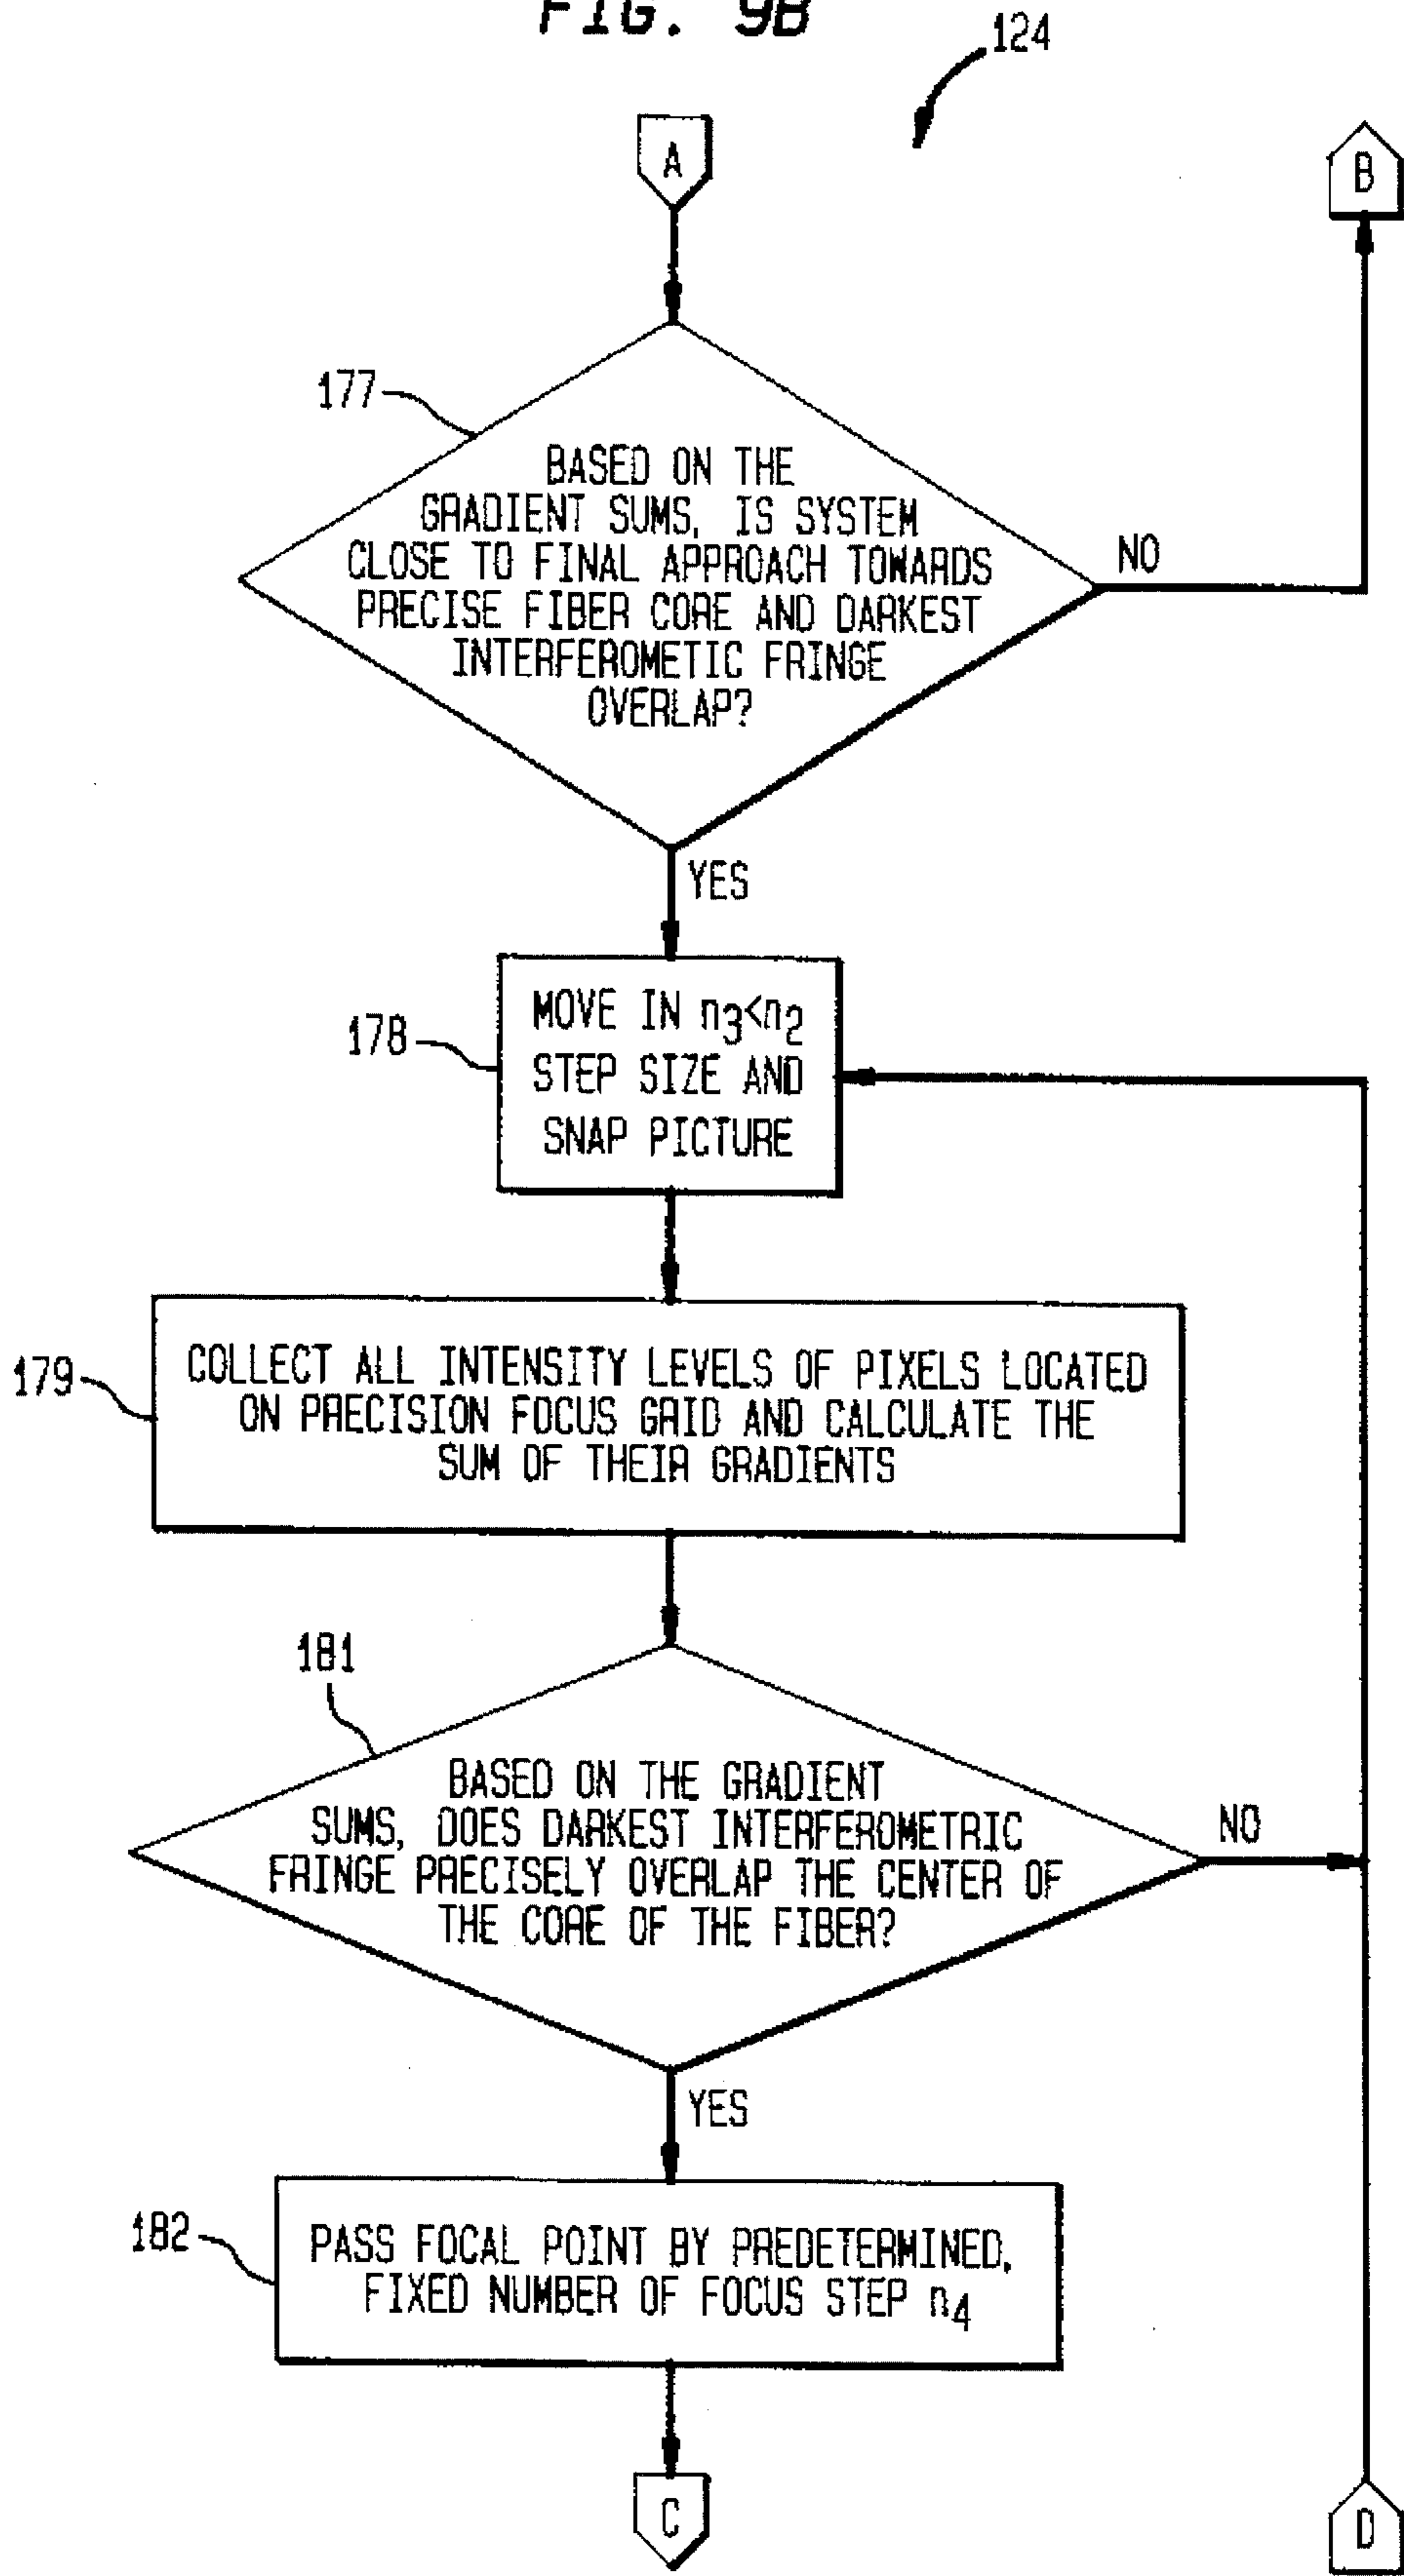 FIG. 9B
124
A
B
177
BASED ON THE
GRADIENT SUMS, IS SYSTEM
CLOSE TO FINAL APPROACH TOWARDS
PRECISE FIBER CORE AND DARKEST
INTERFEROMETIC FRINGE
OVERLAP?
NO
YES
178
MOVE IN n3<n2
STEP SIZE AND
SNAP PICTURE
179
COLLECT ALL INTENSITY LEVELS OF PIXELS LOCATED
ON PRECISION FOCUS GRID AND CALCULATE THE
SUM OF THEIR GRADIENTS
181
BASED ON THE GRADIENT
SUMS, DOES DARKEST INTERFEROMETRIC
FRINGE PRECISELY OVERLAP THE CENTER OF
THE CORE OF THE FIBER?
NO
YES
182
PASS FOCAL POINT BY PREDETERMINED,
FIXED NUMBER OF FOCUS STEP n4
C
D